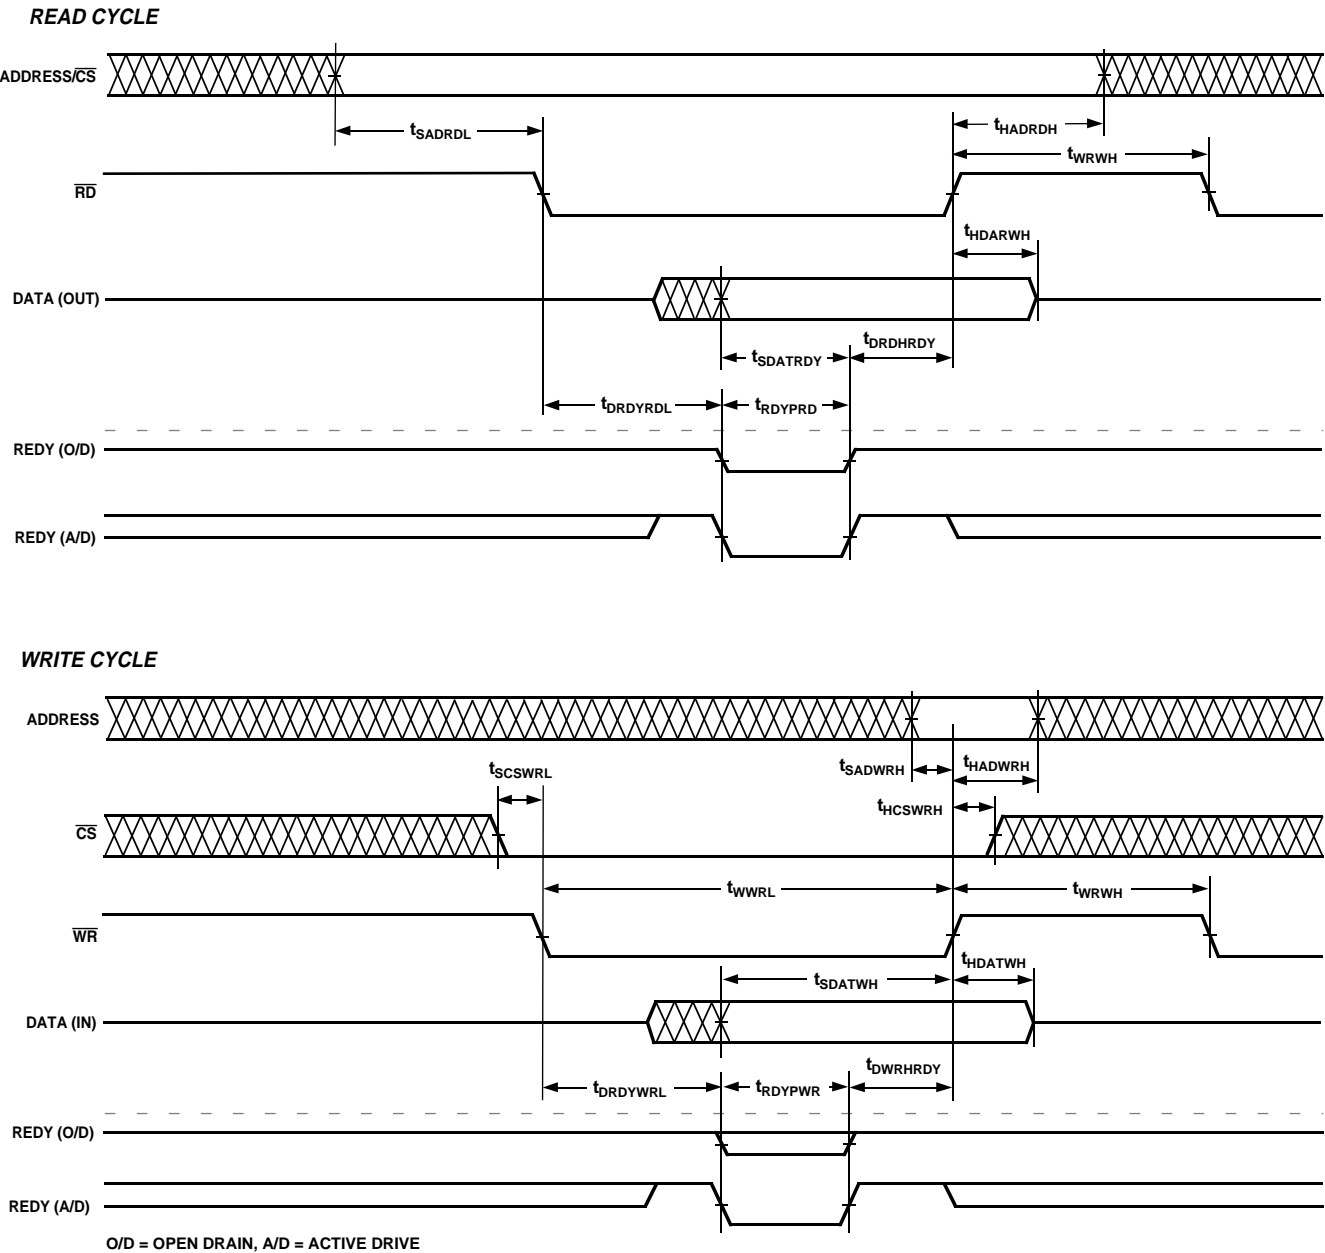 READ CYCLE
ADDRESS/CS
tSADRDL
tHADRDH
tWRWH
RD
tHDARWH
DATA (OUT)
tSDATRDY
tDRDHRDY
tDRDYRDL
tRDYPRD
REDY (O/D)
REDY (A/D)
WRITE CYCLE
ADDRESS
tSADWRH
tHADWRH
tSCSWRL
tHCSWRH
CS
tWWRL
tWRWH
WR
tSDATWH
tHDATWH
DATA (IN)
tDRDYWRL
tRDYPWR
tDWRHRDY
REDY (O/D)
REDY (A/D)
O/D = OPEN DRAIN, A/D = ACTIVE DRIVE